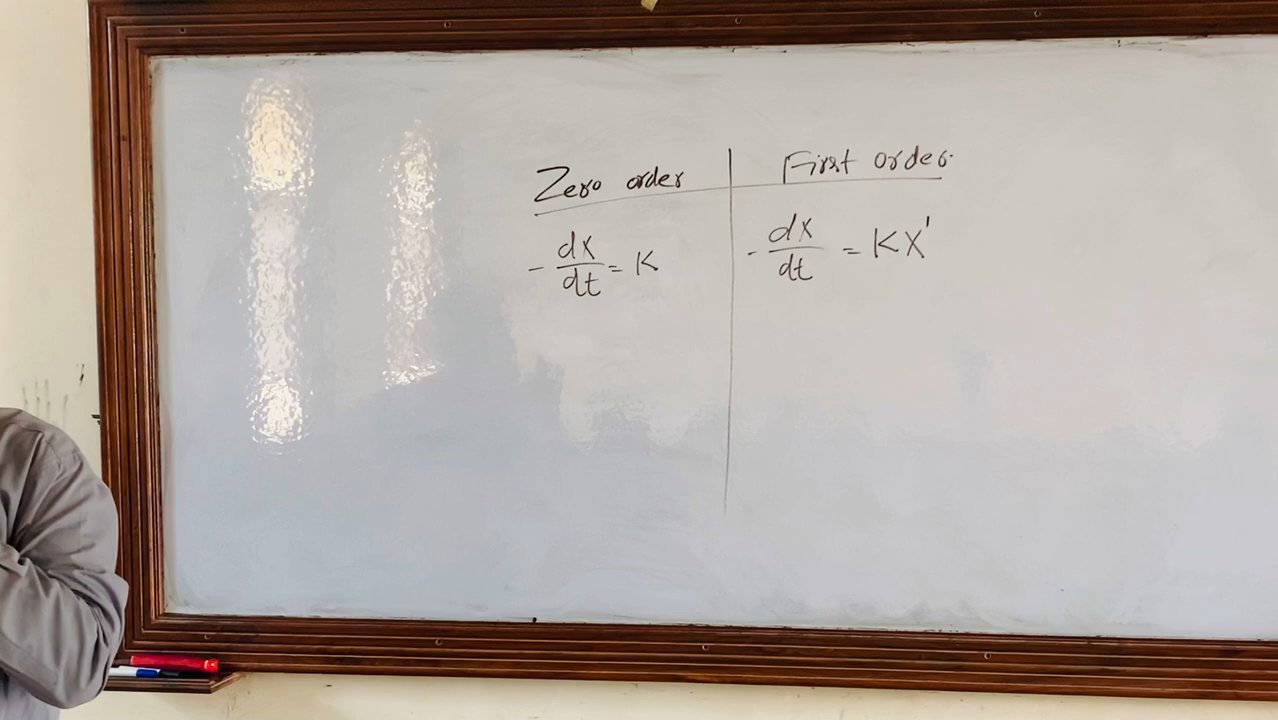 Zero order
First order
- dx/dt = K
- dx/dt = KX'